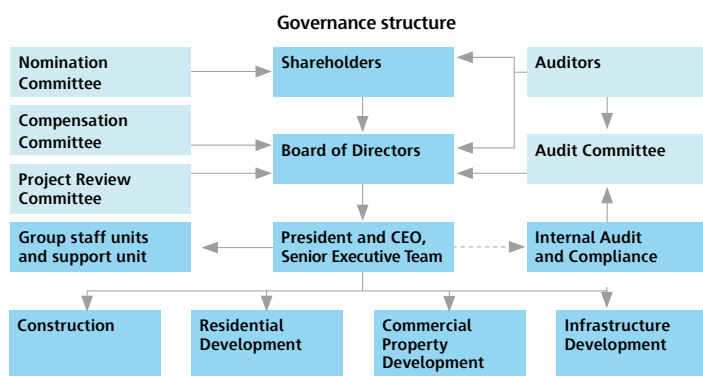 Governance structure
Nomination
Committee
Shareholders
Auditors
Compensation
Committee
Board of Directors
Audit Committee
Project Review
Committee
Group staff units
and support unit
President and CEO,
Senior Executive Team
Internal Audit
and Compliance
Construction
Residential
Development
Commercial
Property
Development
Infrastructure
Development